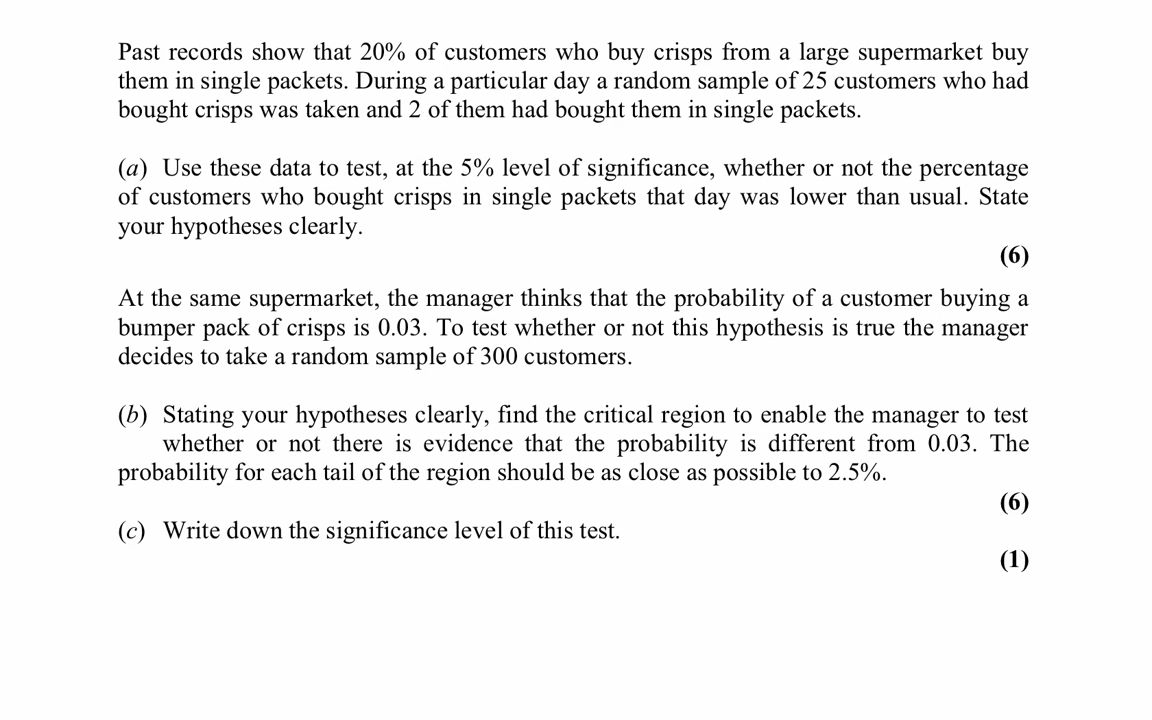 Past records show that 20% of customers who buy crisps from a large supermarket buy
them in single packets. During a particular day a random sample of 25 customers who had
bought crisps was taken and 2 of them had bought them in single packets.
(a) Use these data to test, at the 5% level of significance, whether or not the percentage
of customers who bought crisps in single packets that day was lower than usual. State
your hypotheses clearly.
(6)
At the same supermarket, the manager thinks that the probability of a customer buying a
bumper pack of crisps is 0.03. To test whether or not this hypothesis is true the manager
decides to take a random sample of 300 customers.
(b) Stating your hypotheses clearly, find the critical region to enable the manager to test
whether or not there is evidence that the probability is different from 0.03. The
probability for each tail of the region should be as close as possible to 2.5%.
(6)
(c) Write down the significance level of this test.
(1)